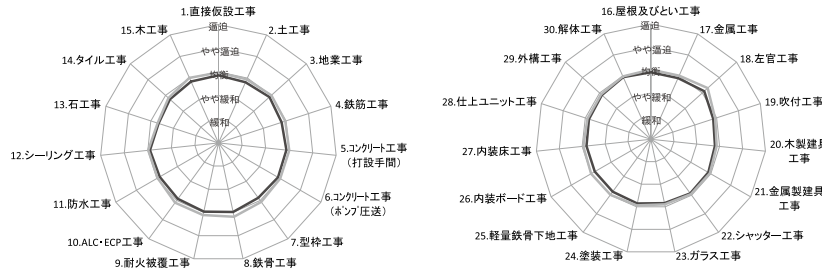 1.直接仮設工事
2.土工事
3.地業工事
4.鉄筋工事
5.コンクリート工事
(打設手間)
6.コンクリート工事
(ポンプ圧送)
7.型枠工事
8.鉄骨工事
9.耐火被覆工事
10.ALC・ECP工事
11.防水工事
12.シーリング工事
13.石工事
14.タイル工事
15.木工事
逼迫
やや逼迫
均衡
やや緩和
緩和
16.屋根及びとい工事
17.金属工事
18.左官工事
19.吹付工事
20.木製建具
工事
21.金属製建具
工事
22.シャッター工事
23.ガラス工事
24.塗装工事
25.軽量鉄骨下地工事
26.内装ボード工事
27.内装床工事
28.仕上ユニット工事
29.外構工事
30.解体工事
逼迫
やや逼迫
均衡
やや緩和
緩和